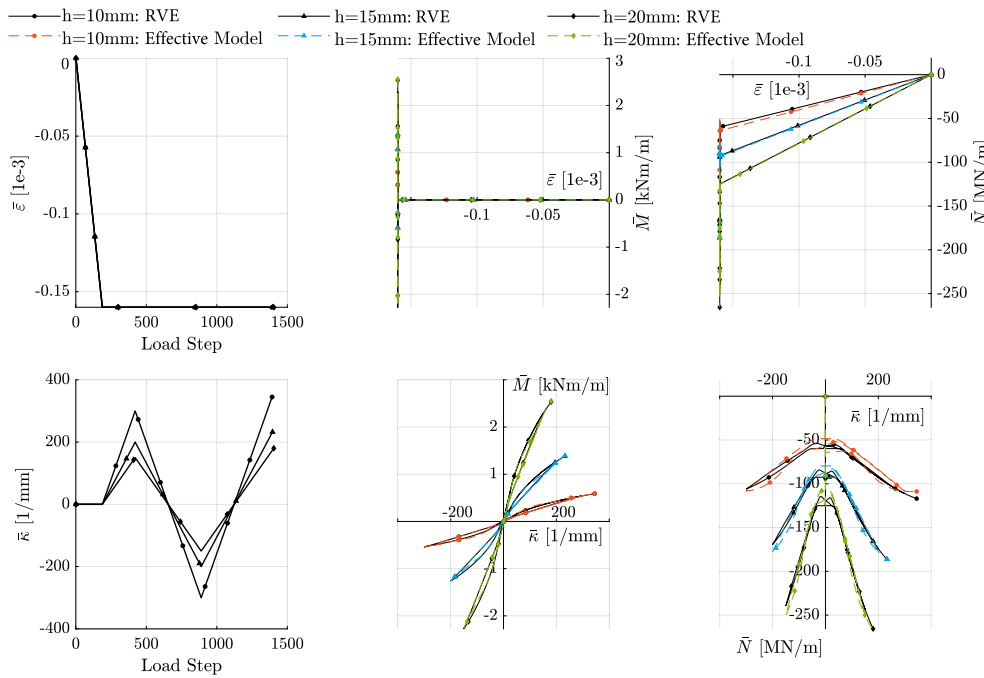 h=10mm: RVE h=15mm: RVE h=20mm: RVE
h=10mm: Effective Model h=15mm: Effective Model h=20mm: Effective Model
0
-0.05
-0.1
-0.15
0 500 1000 1500
Load Step
ε̄ [1e-3]
3
2
1
0
-1
-2
ε̄ [1e-3]
-0.1 -0.05
M̄ [kNm/m]
-0.1 -0.05
ε̄ [1e-3]
0
-50
-100
-150
-200
-250
N̄ [MN/m]
400
200
0
-200
-400
0 500 1000 1500
Load Step
κ̄ [1/mm]
M̄ [kNm/m]
2
1
-200 200
κ̄ [1/mm]
-1
-2
-200 200
κ̄ [1/mm]
-50
-100
-150
-200
-250
N̄ [MN/m]